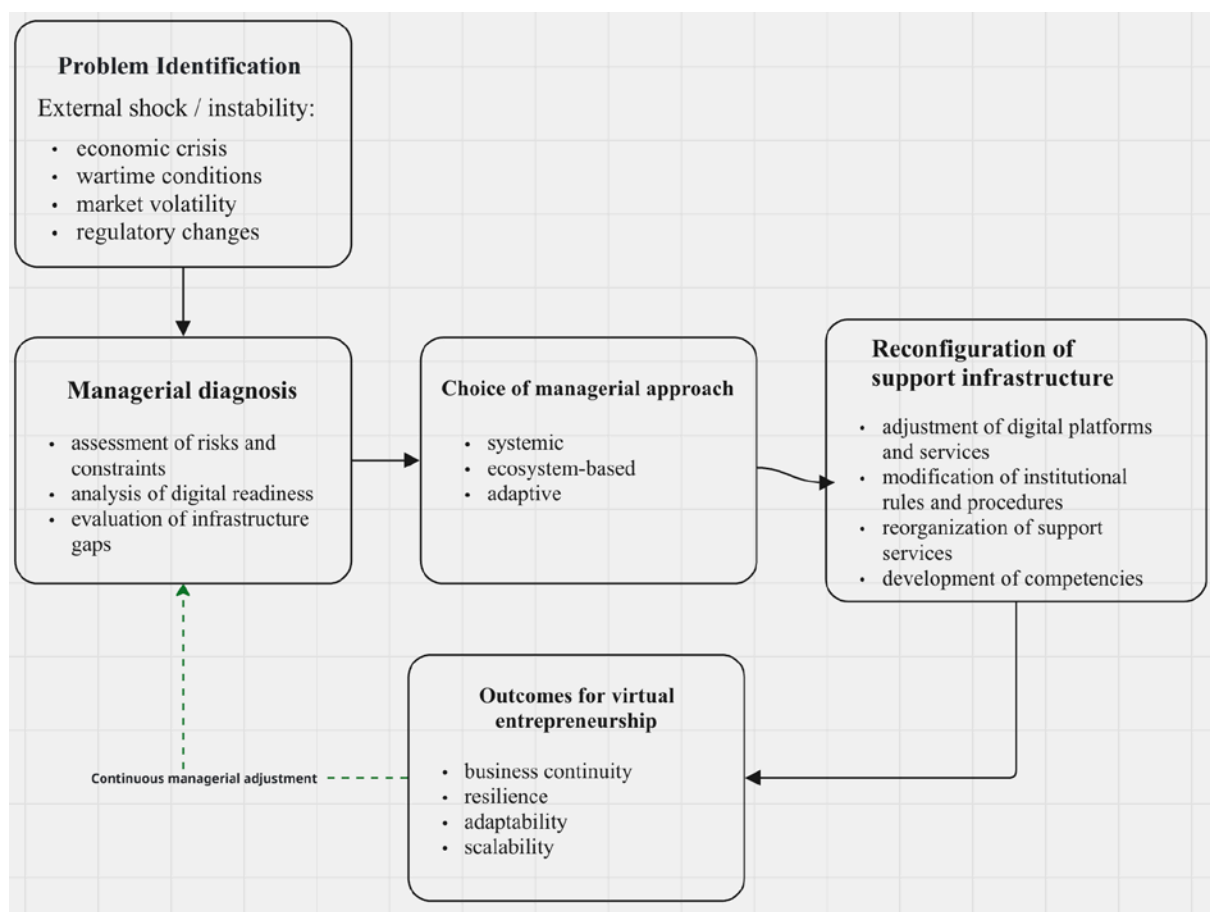 Problem Identification
External shock / instability:
• economic crisis
• wartime conditions
• market volatility
• regulatory changes
Managerial diagnosis
• assessment of risks and
constraints
• analysis of digital readiness
• evaluation of infrastructure
gaps
Choice of managerial approach
• systemic
• ecosystem-based
• adaptive
Reconfiguration of
support infrastructure
• adjustment of digital platforms
and services
• modification of institutional
rules and procedures
• reorganization of support
services
• development of competencies
Outcomes for virtual
entrepreneurship
• business continuity
• resilience
• adaptability
• scalability
Continuous managerial adjustment